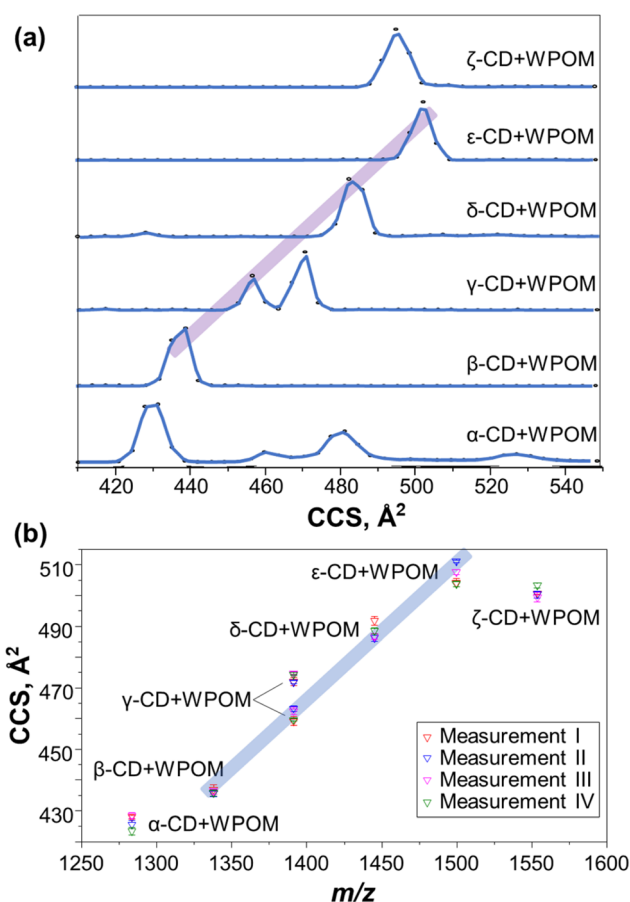 (a)
ζ-CD+WPOM
ε-CD+WPOM
δ-CD+WPOM
γ-CD+WPOM
β-CD+WPOM
α-CD+WPOM
420 440 460 480 500 520 540
CCS, Å²
(b)
510
490
470
450
430
CCS, Å²
ε-CD+WPOM
ζ-CD+WPOM
δ-CD+WPOM
γ-CD+WPOM
β-CD+WPOM
α-CD+WPOM
Measurement I
Measurement II
Measurement III
Measurement IV
1250 1300 1350 1400 1450 1500 1550 1600
m/z